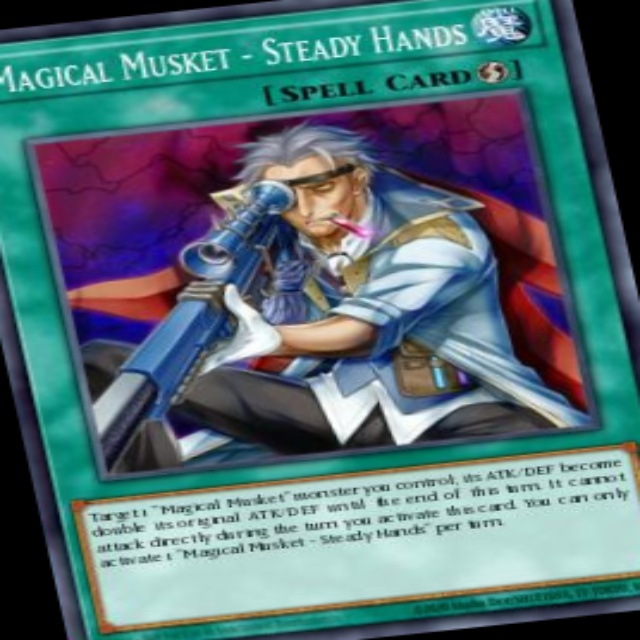 MAGICAL MUSKET - STEADY HANDS
SPELL
[SPELL CARD]
Target 1 "Magical Musket" monster you control; its ATK/DEF become
double its original ATK/DEF until the end of this turn. It cannot
attack directly during the turn you activate this card. You can only
activate 1 "Magical Musket - Steady Hands" per turn.